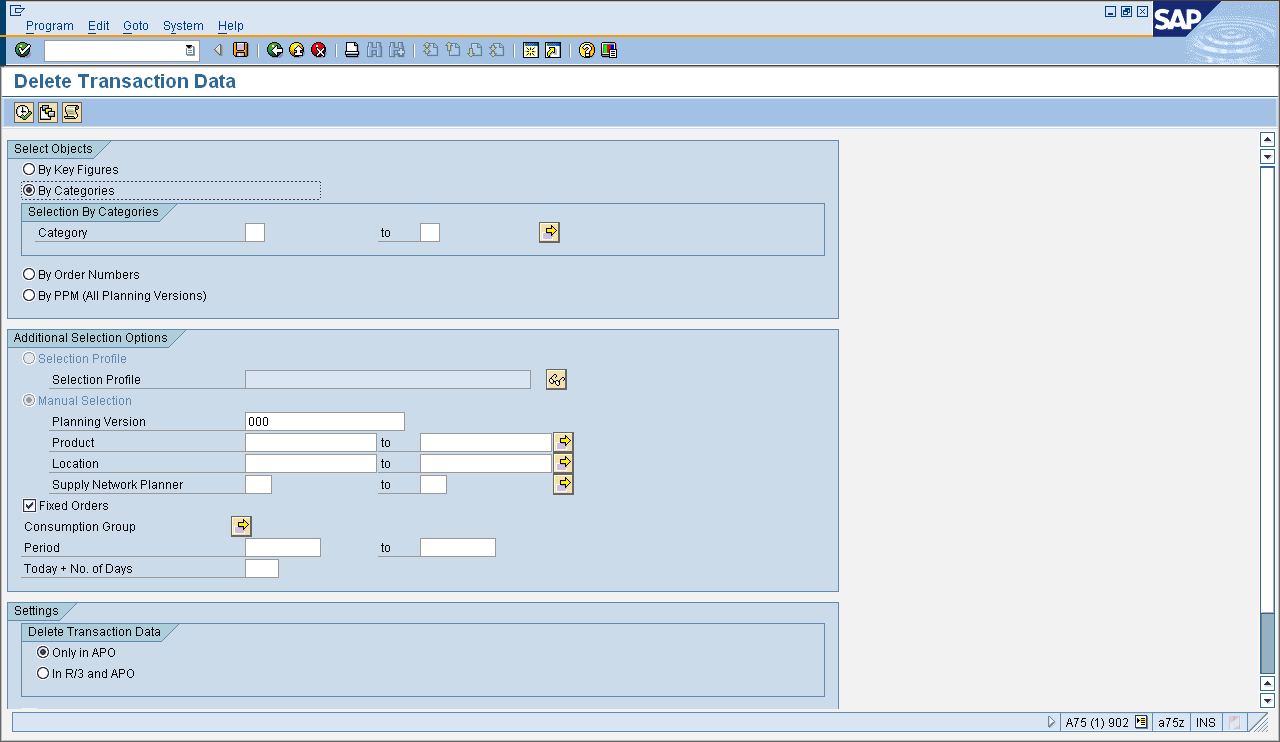 Program Edit Goto System Help
SAP
Delete Transaction Data
Select Objects
By Key Figures
By Categories
Selection By Categories
Category to
By Order Numbers
By PPM (All Planning Versions)
Additional Selection Options
Selection Profile
Selection Profile
Manual Selection
Planning Version 000
Product to
Location to
Supply Network Planner to
Fixed Orders
Consumption Group
Period to
Today + No. of Days
Settings
Delete Transaction Data
Only in APO
In R/3 and APO
A75 (1) 902 a75z INS